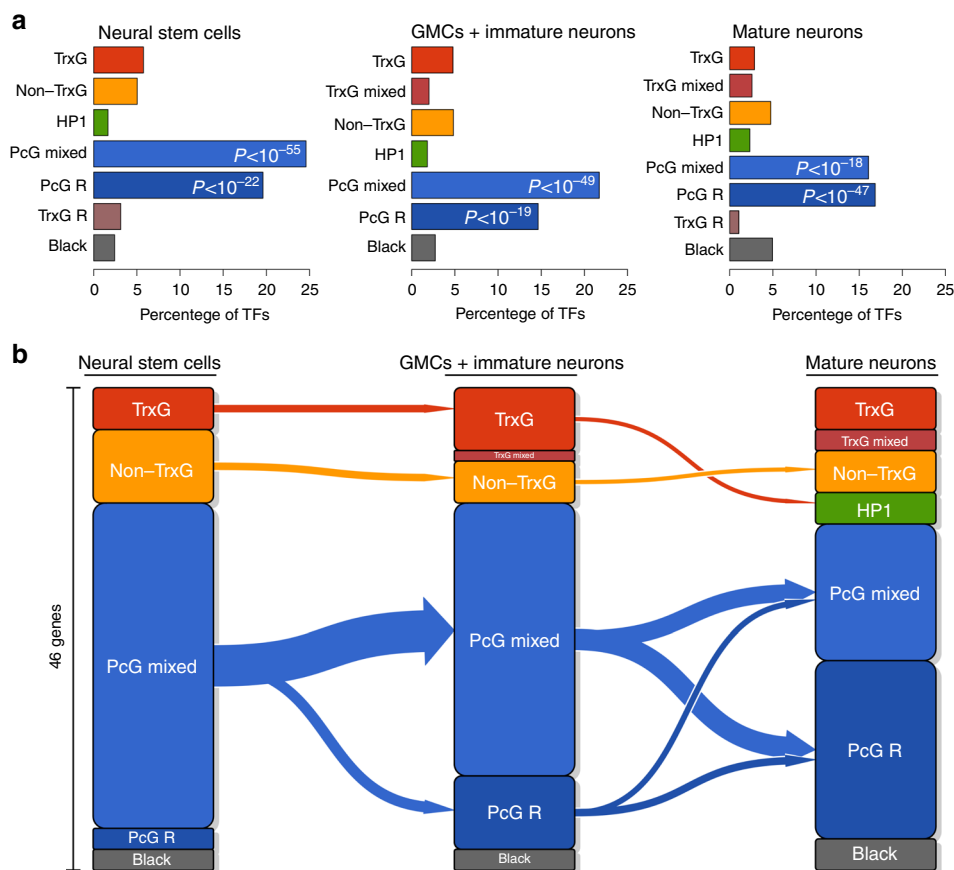 a
Neural stem cells
TrxG
Non–TrxG
HP1
PcG mixed
P<10–55
PcG R
P<10–22
TrxG R
Black
0 5 10 15 20 25
Percentege of TFs
GMCs + immature neurons
TrxG
TrxG mixed
Non–TrxG
HP1
PcG mixed
P<10–49
PcG R
P<10–19
Black
0 5 10 15 20 25
Percentege of TFs
Mature neurons
TrxG
TrxG mixed
Non–TrxG
HP1
PcG mixed
P<10–18
PcG R
P<10–47
TrxG R
Black
0 5 10 15 20 25
Percentege of TFs
b
46 genes
Neural stem cells
TrxG
Non–TrxG
PcG mixed
PcG R
Black
GMCs + immature neurons
TrxG
TrxG mixed
Non–TrxG
PcG mixed
PcG R
Black
Mature neurons
TrxG
TrxG mixed
Non–TrxG
HP1
PcG mixed
PcG R
Black